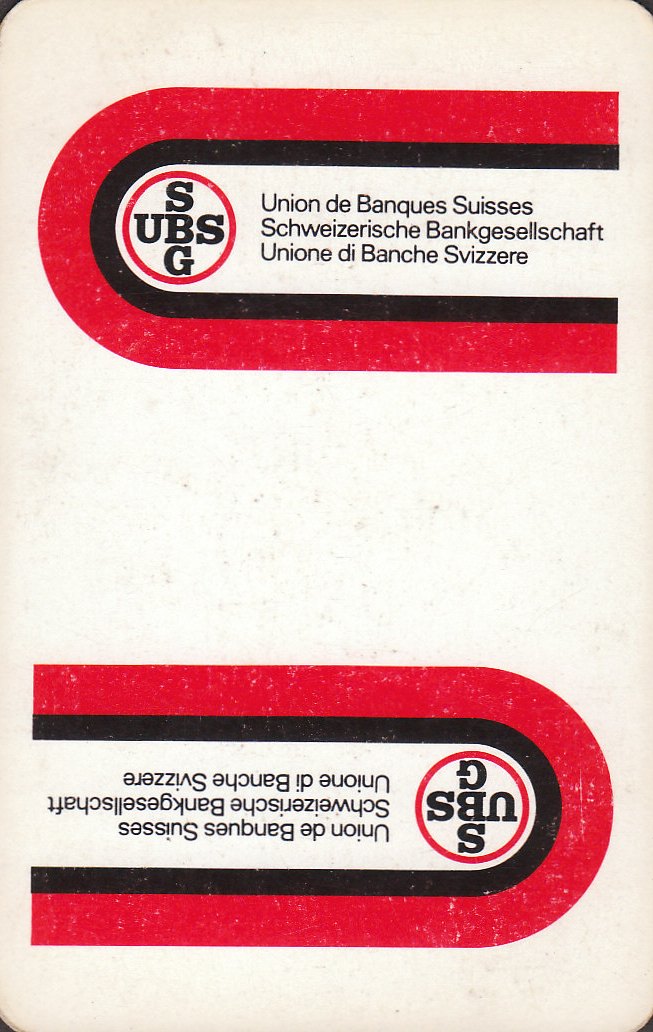 S
UBS
G
Union de Banques Suisses
Schweizerische Bankgesellschaft
Unione di Banche Svizzere
S
UBS
G
Union de Banques Suisses
Schweizerische Bankgesellschaft
Unione di Banche Svizzere